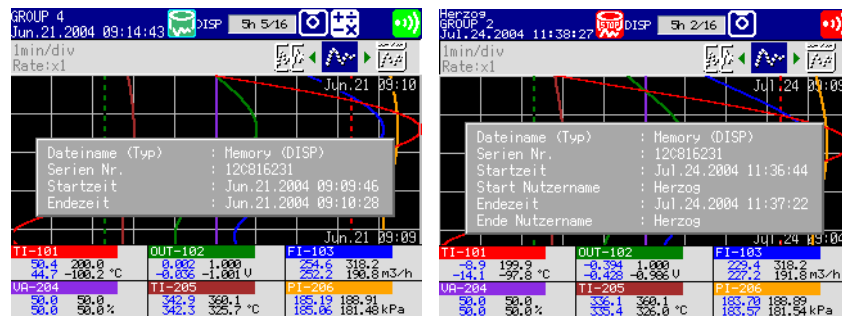 GROUP 4
Jun.21.2004 09:14:43
DISP
5h 5/16
1min/div
Rate:x1
Jun.21 09:10
Dateiname (Typ) : Memory (DISP)
Serien Nr. : 12C816231
Startzeit : Jun.21.2004 09:09:46
Endezeit : Jun.21.2004 09:10:28
Jun.21 09:09
TI-101 OUT-102 FI-103
50.4 200.0 0.002 1.000 254.5 318.2
44.7 -100.2 °C -0.036 -1.001 V 252.2 190.8 m3/h
VA-204 TI-205 PI-206
50.0 50.0 342.9 360.1 185.19 188.91
50.0 50.0 % 342.3 325.7 °C 185.06 181.48 kPa
Herzog
GROUP 2
Jul.24.2004 11:38:27
STOP
DISP
5h 2/16
1min/div
Rate:x1
Jul.24 09:09
Dateiname (Typ) : Memory (DISP)
Serien Nr. : 12C816231
Startzeit : Jul.24.2004 11:36:44
Start Nutzername : Herzog
Endezeit : Jul.24.2004 11:37:22
Ende Nutzername : Herzog
Jul.24 09:04
TI-101 OUT-102 FI-103
-8.9 199.9 -0.394 1.000 229.4 318.2
-14.1 -97.8 °C -0.428 -0.986 V 227.2 191.8 m3/h
VA-204 TI-205 PI-206
50.0 50.0 336.1 360.1 183.70 188.89
50.0 50.0 % 335.4 326.0 °C 183.57 181.54 kPa